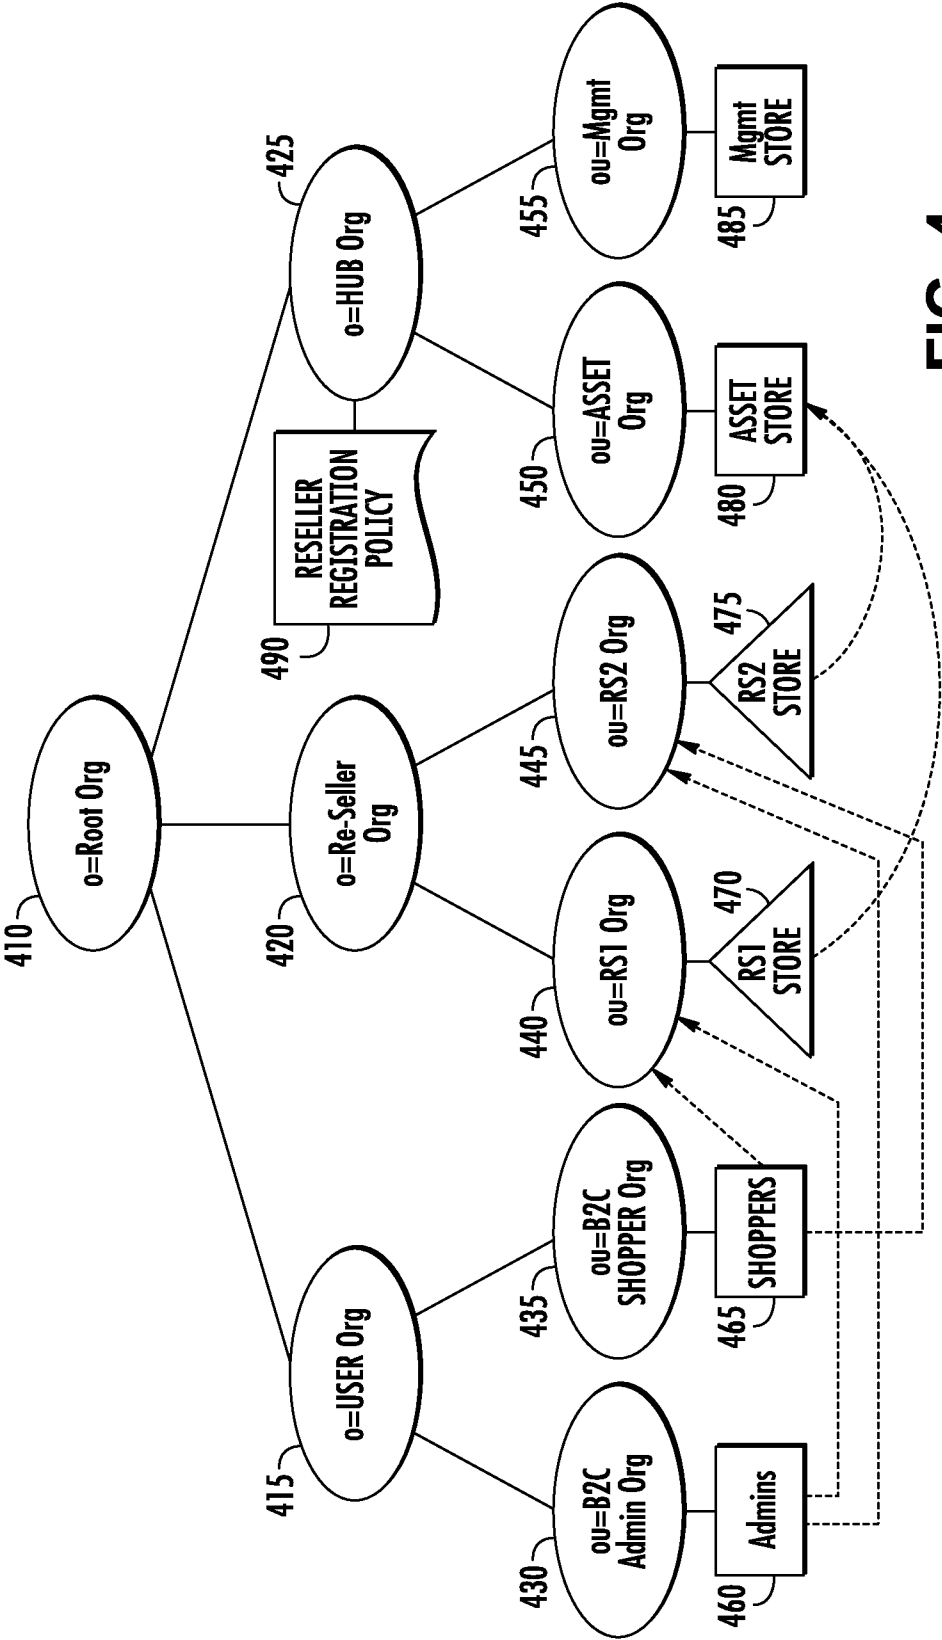 410
o=Root Org
415
o=USER Org
420
o=Re-Seller
Org
490
RESELLER
REGISTRATION
POLICY
o=HUB Org
425
430
ou=B2C
Admin Org
435
ou=B2C
SHOPPER Org
440
ou=RS1 Org
445
ou=RS2 Org
450
ou=ASSET
Org
455
ou=Mgmt
Org
460
Admins
465
SHOPPERS
RS1
STORE
470
RS2
STORE
475
480
ASSET
STORE
485
Mgmt
STORE